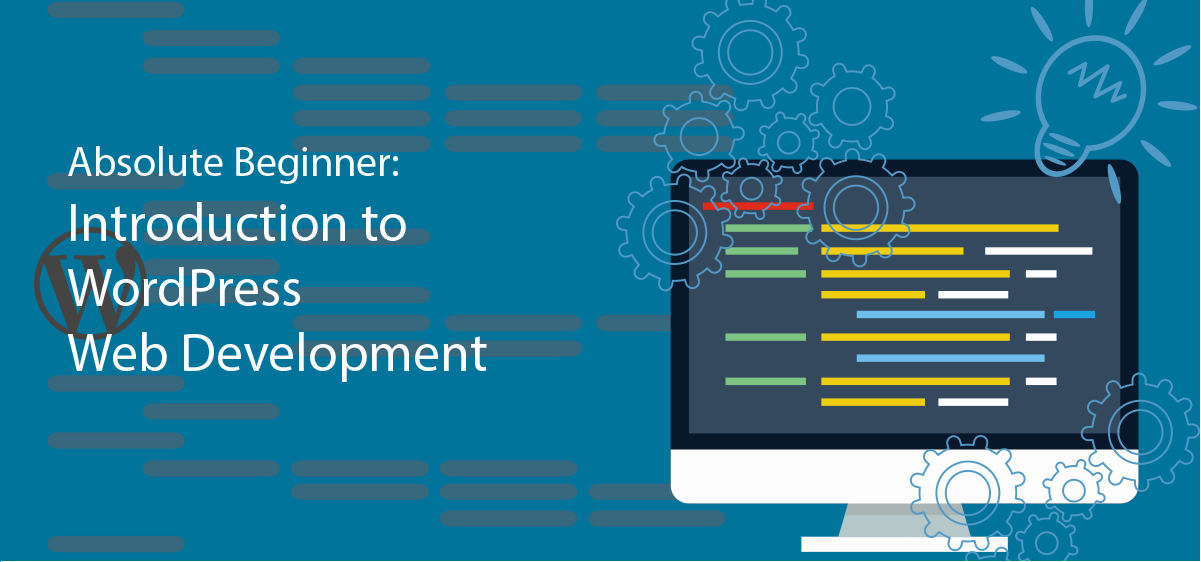 Absolute Beginner:
Introduction to
WordPress
Web Development